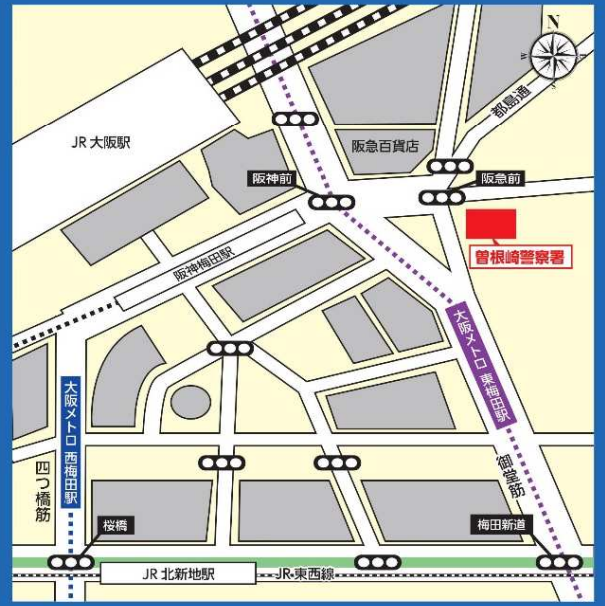 N
W
S
都島通
JR 大阪駅
阪急百貨店
阪神前
阪急前
曽根崎警察署
阪神梅田駅
大阪メトロ 東梅田駅
大阪メトロ 西梅田駅
四つ橋筋
御堂筋
桜橋
梅田新道
JR 北新地駅
JR 東西線